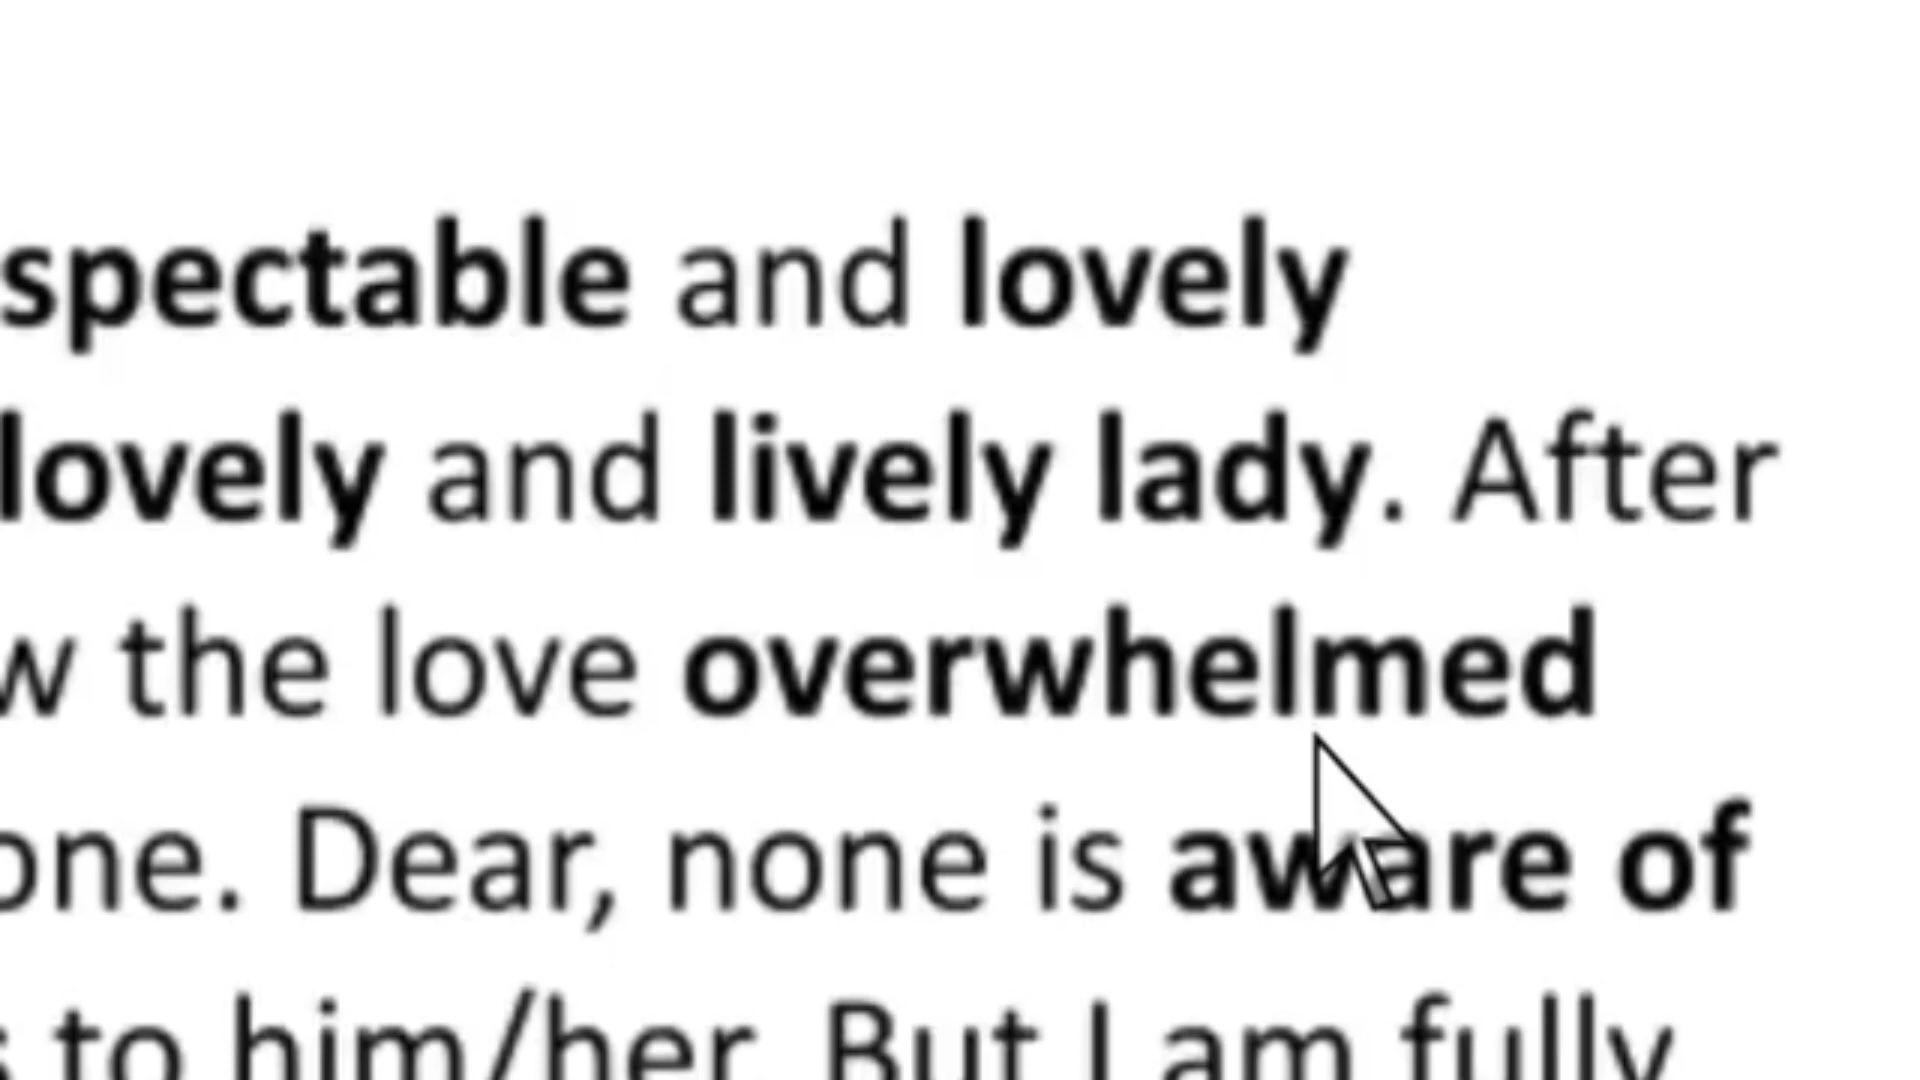 spectable and lovely
lovely and lively lady. After
w the love overwhelmed
one. Dear, none is aware of
s to him/her. But I am fully